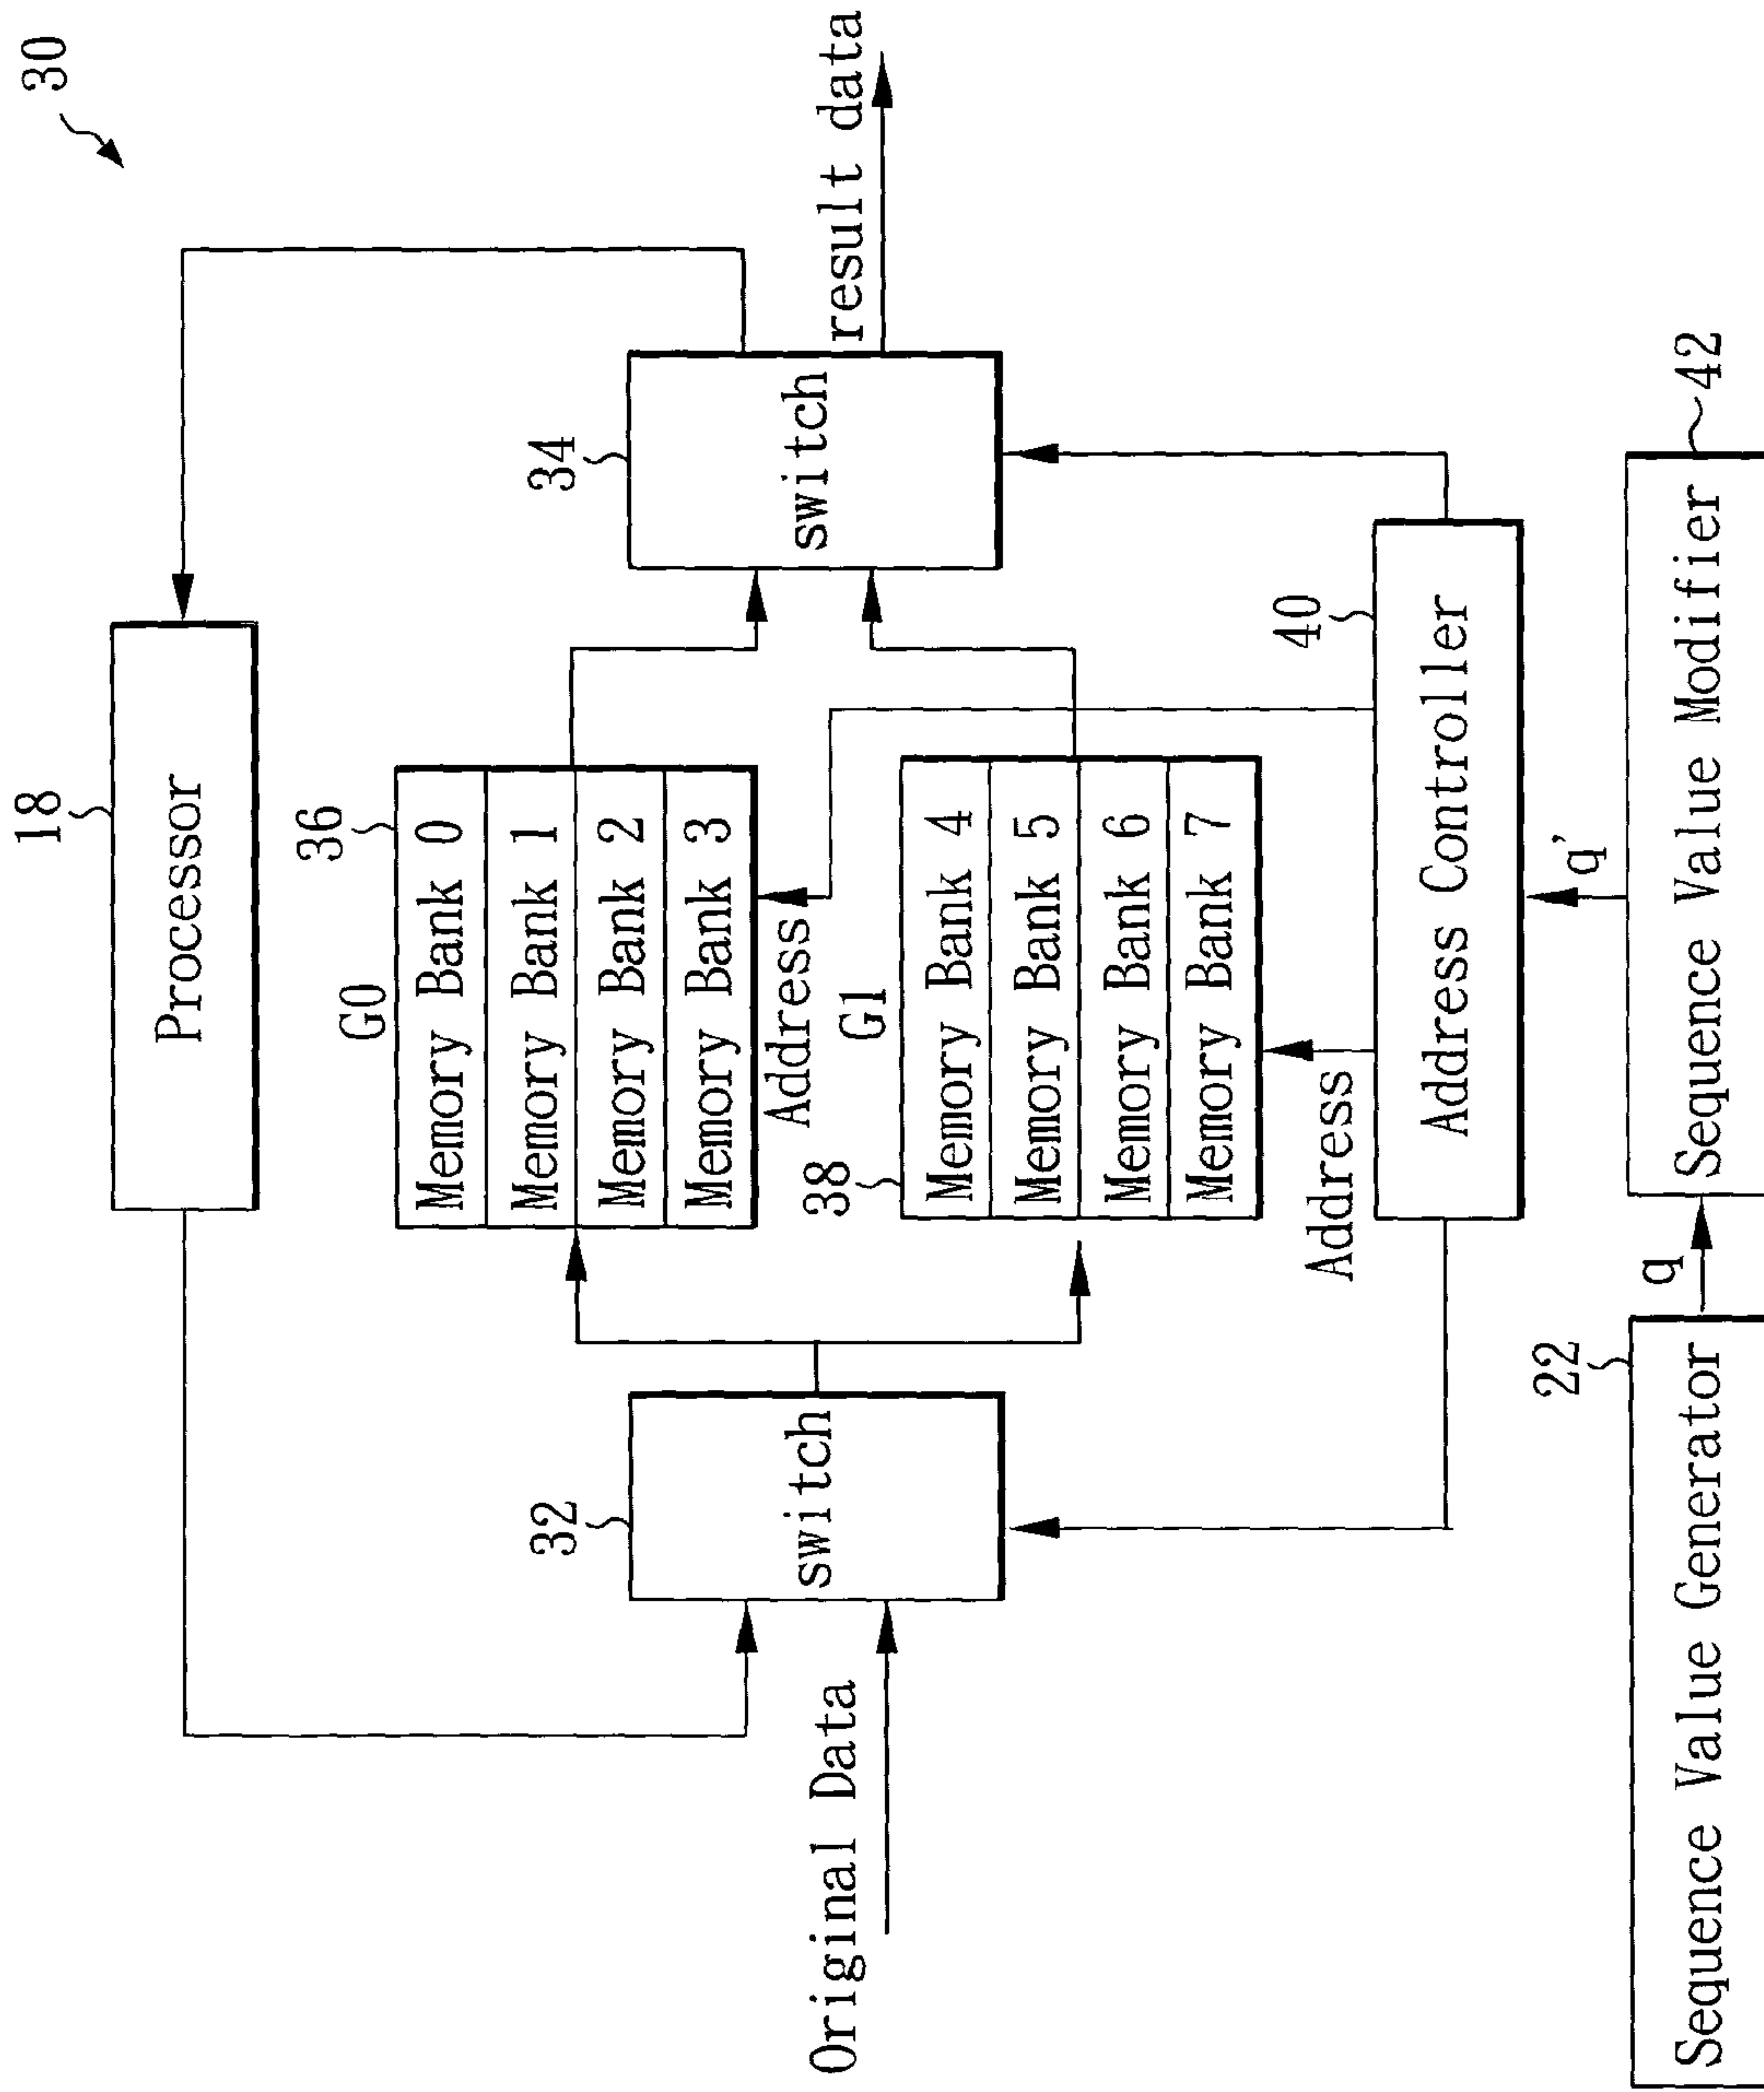 30
18
Processor
G0
36
Memory Bank 0
Memory Bank 1
Memory Bank 2
Memory Bank 3
Address
32
switch
34
switch
Original Data
result data
38
G1
Memory Bank 4
Memory Bank 5
Memory Bank 6
Memory Bank 7
Address
40
Address Controller
q'
22
Sequence Value Generator
q
Sequence Value Modifier
42